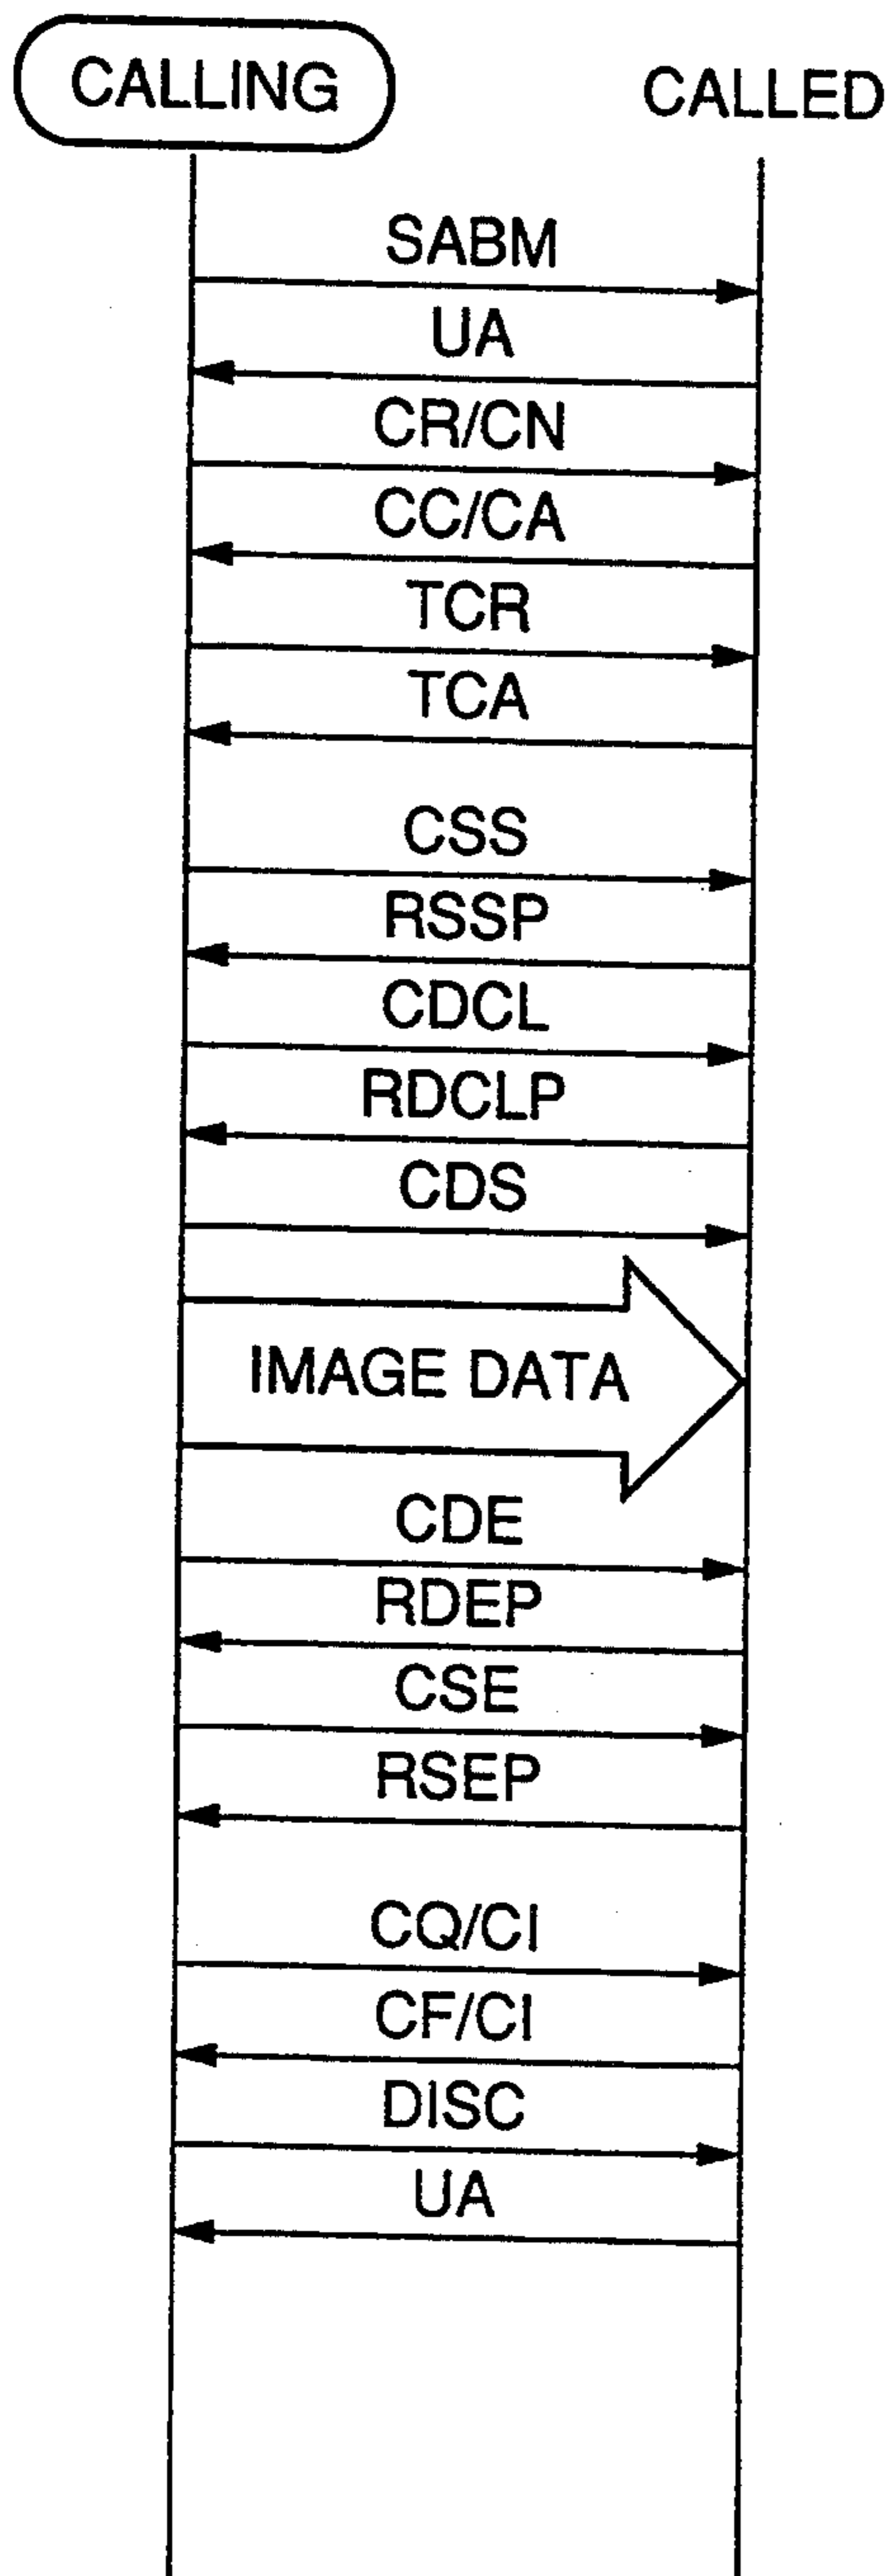 CALLING CALLED
SABM
UA
CR/CN
CC/CA
TCR
TCA
CSS
RSSP
CDCL
RDCLP
CDS
IMAGE DATA
CDE
RDEP
CSE
RSEP
CQ/CI
CF/CI
DISC
UA